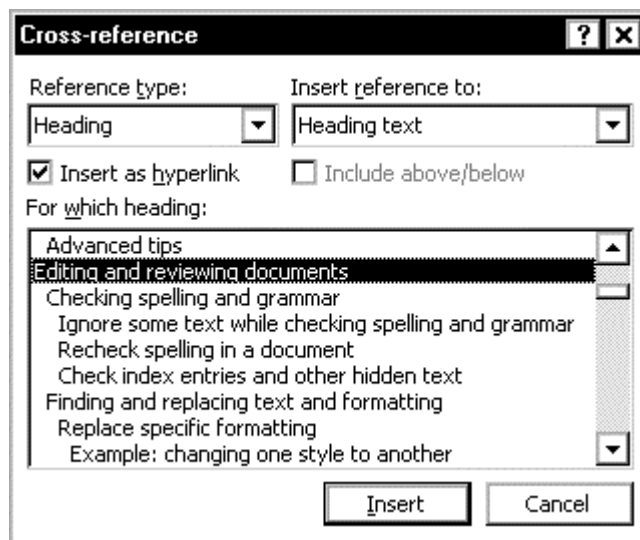 Cross-reference
Reference type: Insert reference to:
Heading Heading text
Insert as hyperlink Include above/below
For which heading:
Advanced tips
Editing and reviewing documents
Checking spelling and grammar
Ignore some text while checking spelling and grammar
Recheck spelling in a document
Check index entries and other hidden text
Finding and replacing text and formatting
Replace specific formatting
Example: changing one style to another
Insert Cancel